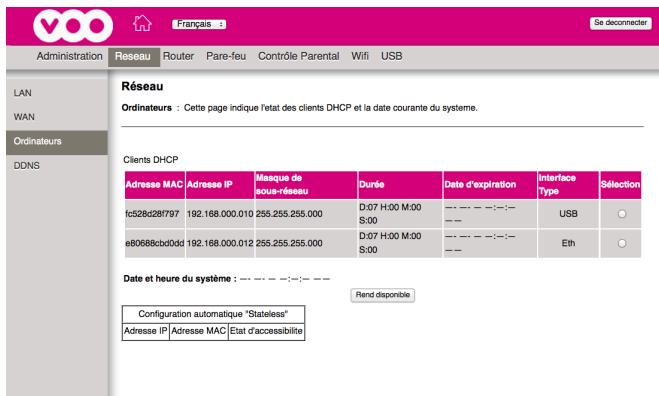 VOO
Français
Se deconnecter
Administration Reseau Router Pare-feu Contrôle Parental Wifi USB
LAN
WAN
Ordinateurs
DDNS
Réseau
Ordinateurs : Cette page indique l'etat des clients DHCP et la date courante du systeme.
Clients DHCP
Adresse MAC Adresse IP Masque de sous-réseau Durée Date d'expiration Interface Type Sélection
fc528d28f797 192.168.000.010 255.255.255.000 D:07 H:00 M:00 S:00 —- —- — —:—:— — — USB
e80688cbd0dd 192.168.000.012 255.255.255.000 D:07 H:00 M:00 S:00 —- —- — —:—:— — — Eth
Date et heure du système : —- —- — —:—:— — —
Rend disponible
Configuration automatique "Stateless"
Adresse IP Adresse MAC Etat d'accessibilite